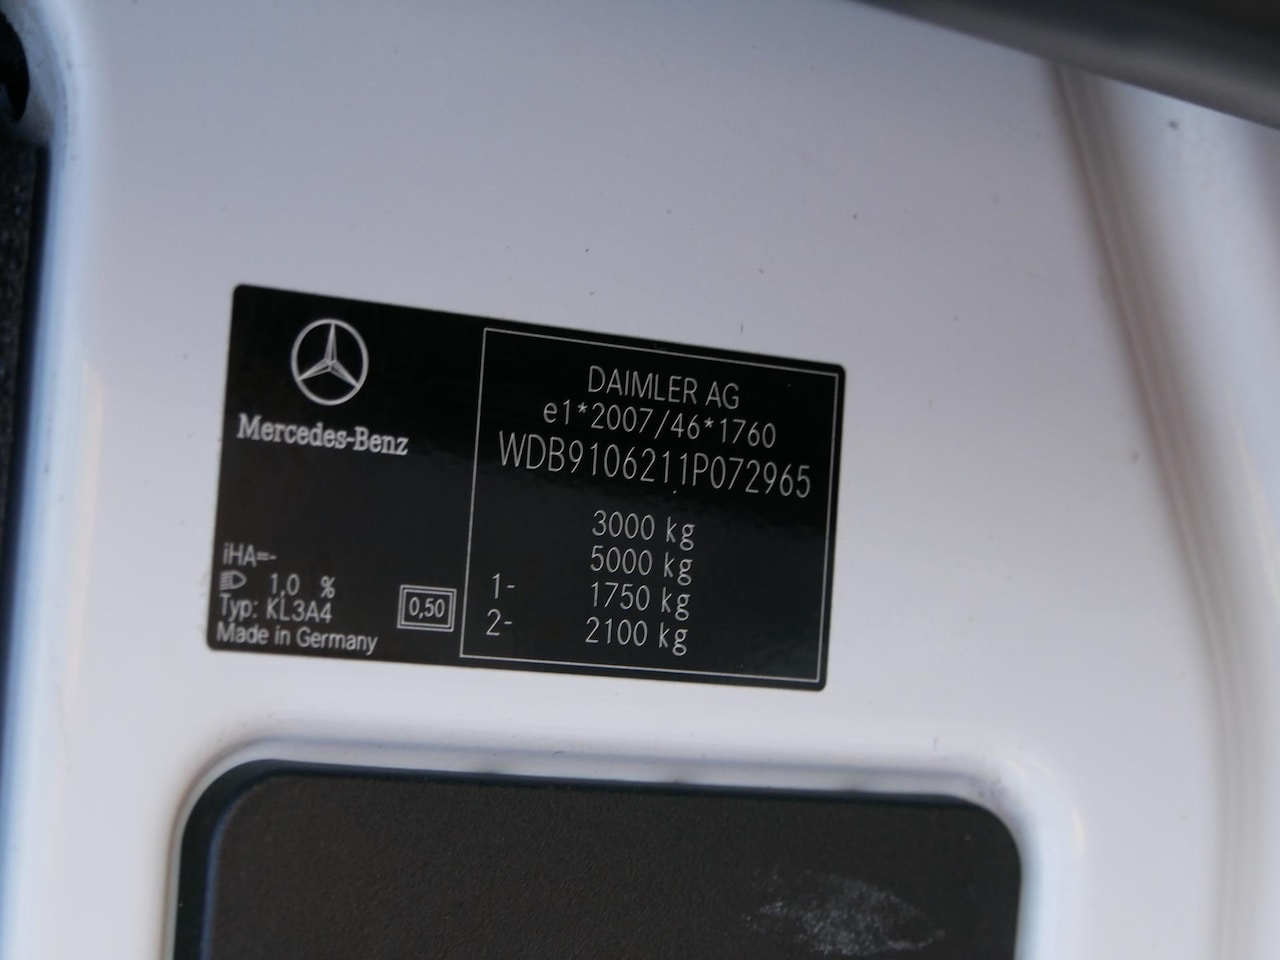 Mercedes-Benz
iHA=-
1,0 %
Typ: KL3A4
Made in Germany
0,50
DAIMLER AG
e1*2007/46*1760
WDB9106211P072965
3000 kg
5000 kg
1- 1750 kg
2- 2100 kg